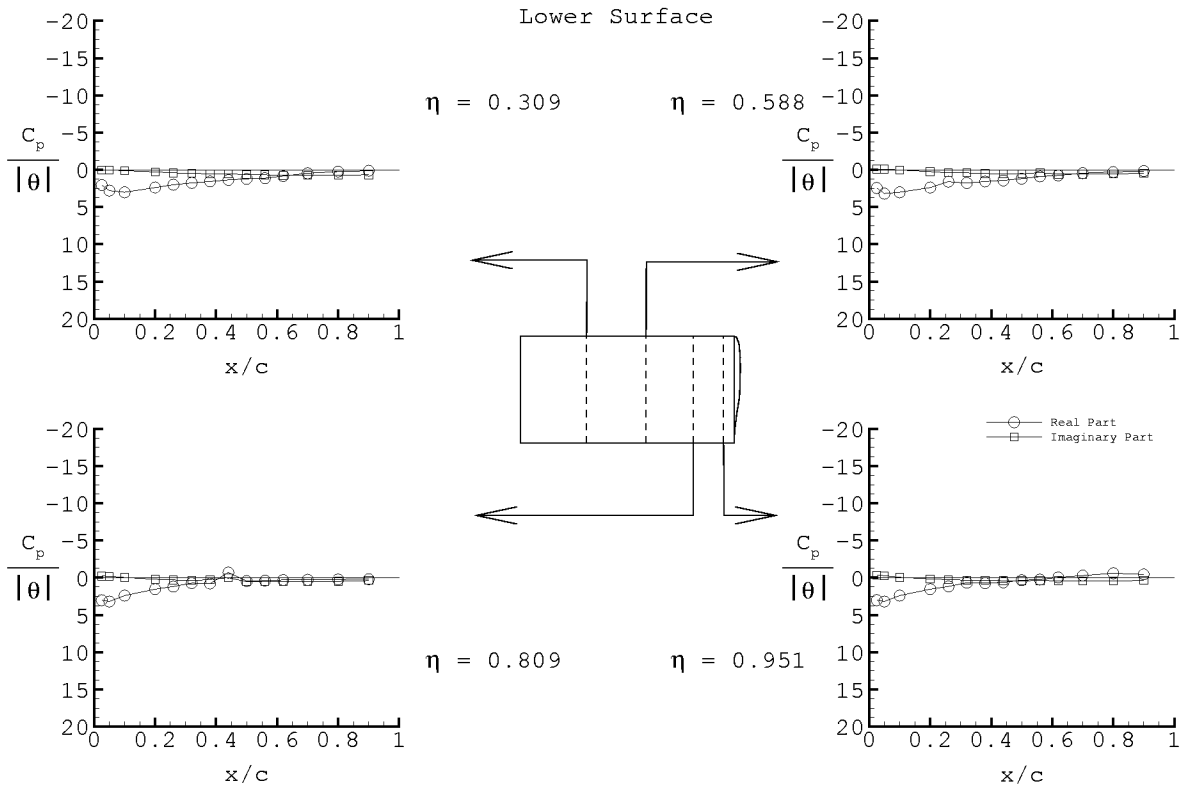 Lower Surface
η = 0.309
η = 0.588
-20
-15
-10
-5
0
5
10
15
20
C_p
|θ|
0 0.2 0.4 0.6 0.8 1
x/c
-20
-15
-10
-5
0
5
10
15
20
C_p
|θ|
0 0.2 0.4 0.6 0.8 1
x/c
-20
-15
-10
-5
0
5
10
15
20
C_p
|θ|
0 0.2 0.4 0.6 0.8 1
x/c
η = 0.809
η = 0.951
Real Part
Imaginary Part
-20
-15
-10
-5
0
5
10
15
20
C_p
|θ|
0 0.2 0.4 0.6 0.8 1
x/c